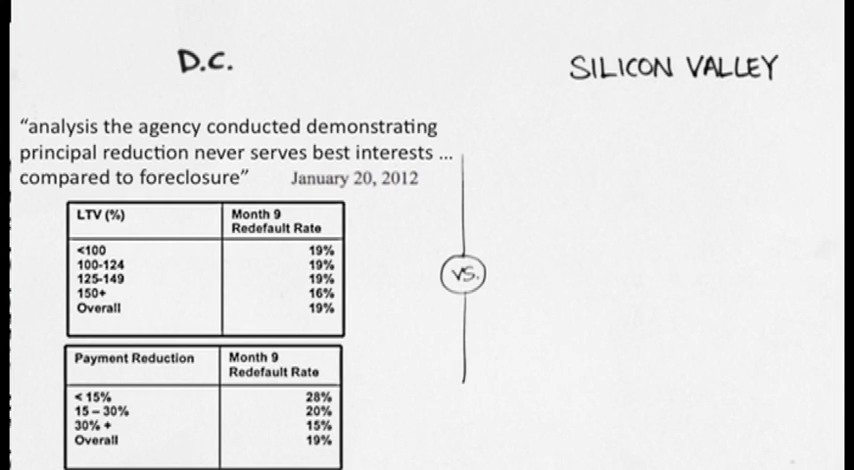 D.C.
SILICON VALLEY
“analysis the agency conducted demonstrating
principal reduction never serves best interests ...
compared to foreclosure” January 20, 2012
LTV (%) Month 9
Redefault Rate
<100 19%
100-124 19%
125-149 19%
150+ 16%
Overall 19%
VS.
Payment Reduction Month 9
Redefault Rate
< 15% 28%
15 – 30% 20%
30% + 15%
Overall 19%